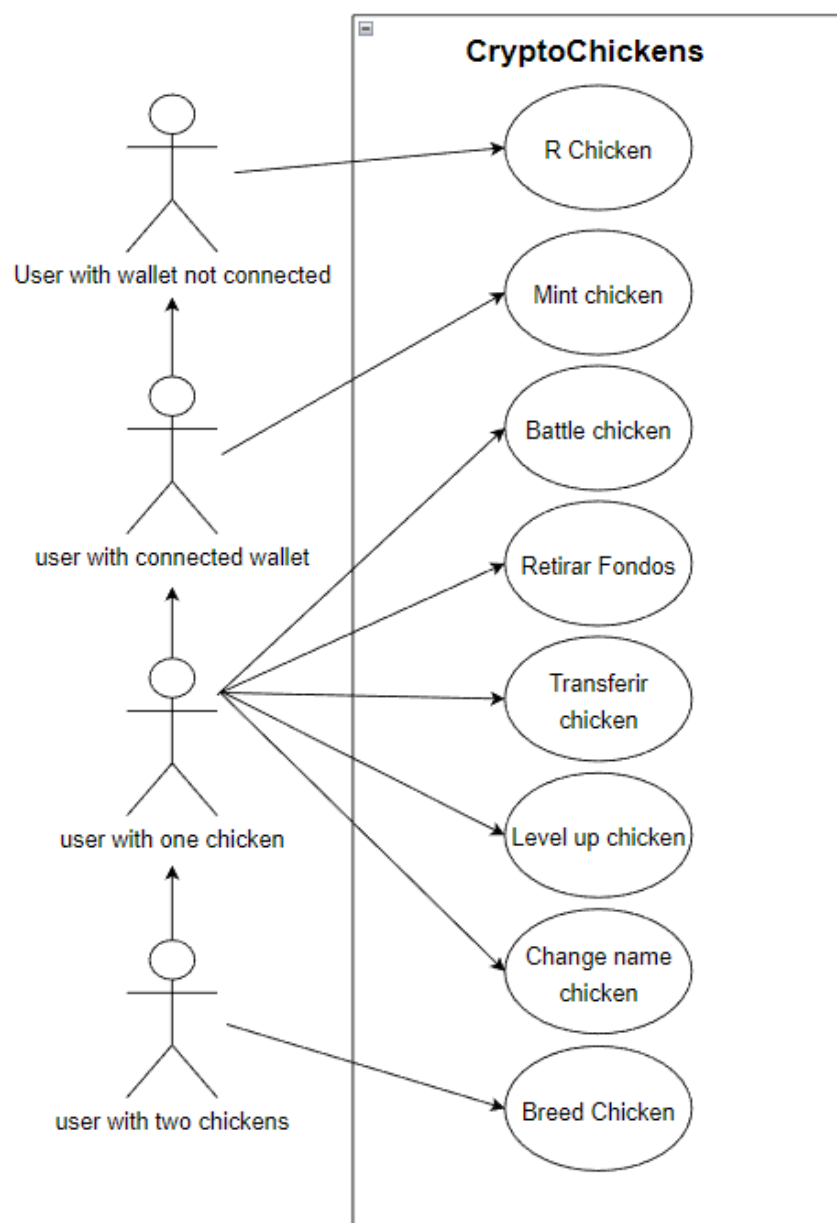 CryptoChickens
R Chicken
User with wallet not connected
Mint chicken
user with connected wallet
Battle chicken
Retirar Fondos
Transferir
chicken
user with one chicken
Level up chicken
Change name
chicken
user with two chickens
Breed Chicken